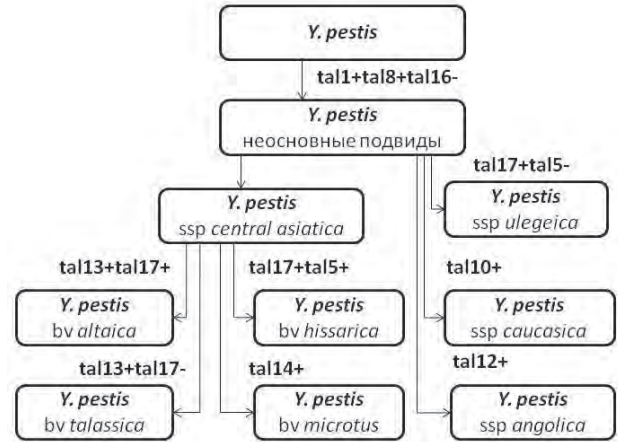 Y. pestis
tal1+tal8+tal16-
Y. pestis
неосновные подвиды
tal17+tal5-
Y. pestis
ssp ulegeica
Y. pestis
ssp central asiatica
tal13+tal17+
tal17+tal5+
tal10+
Y. pestis
bv altaica
Y. pestis
bv hissarica
Y. pestis
ssp caucasica
tal13+tal17-
tal14+
tal12+
Y. pestis
bv talassica
Y. pestis
bv microtus
Y. pestis
ssp angolica